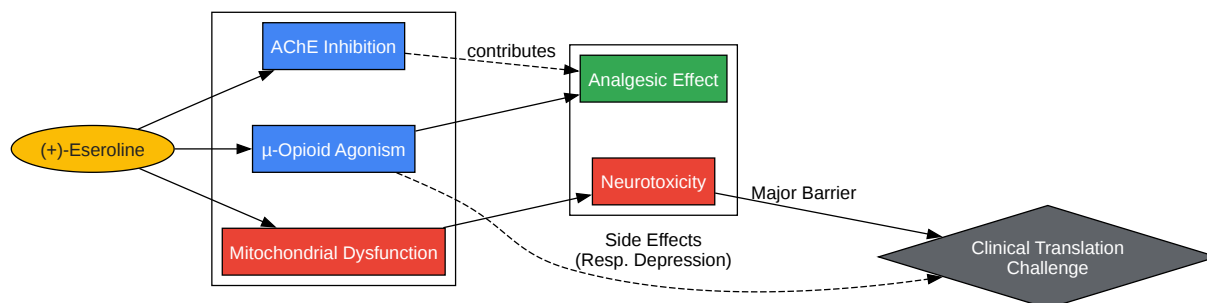 AChE Inhibition
contributes
Analgesic Effect
(+)-Eseroline
µ-Opioid Agonism
Neurotoxicity
Major Barrier
Mitochondrial Dysfunction
Side Effects
(Resp. Depression)
Clinical Translation
Challenge